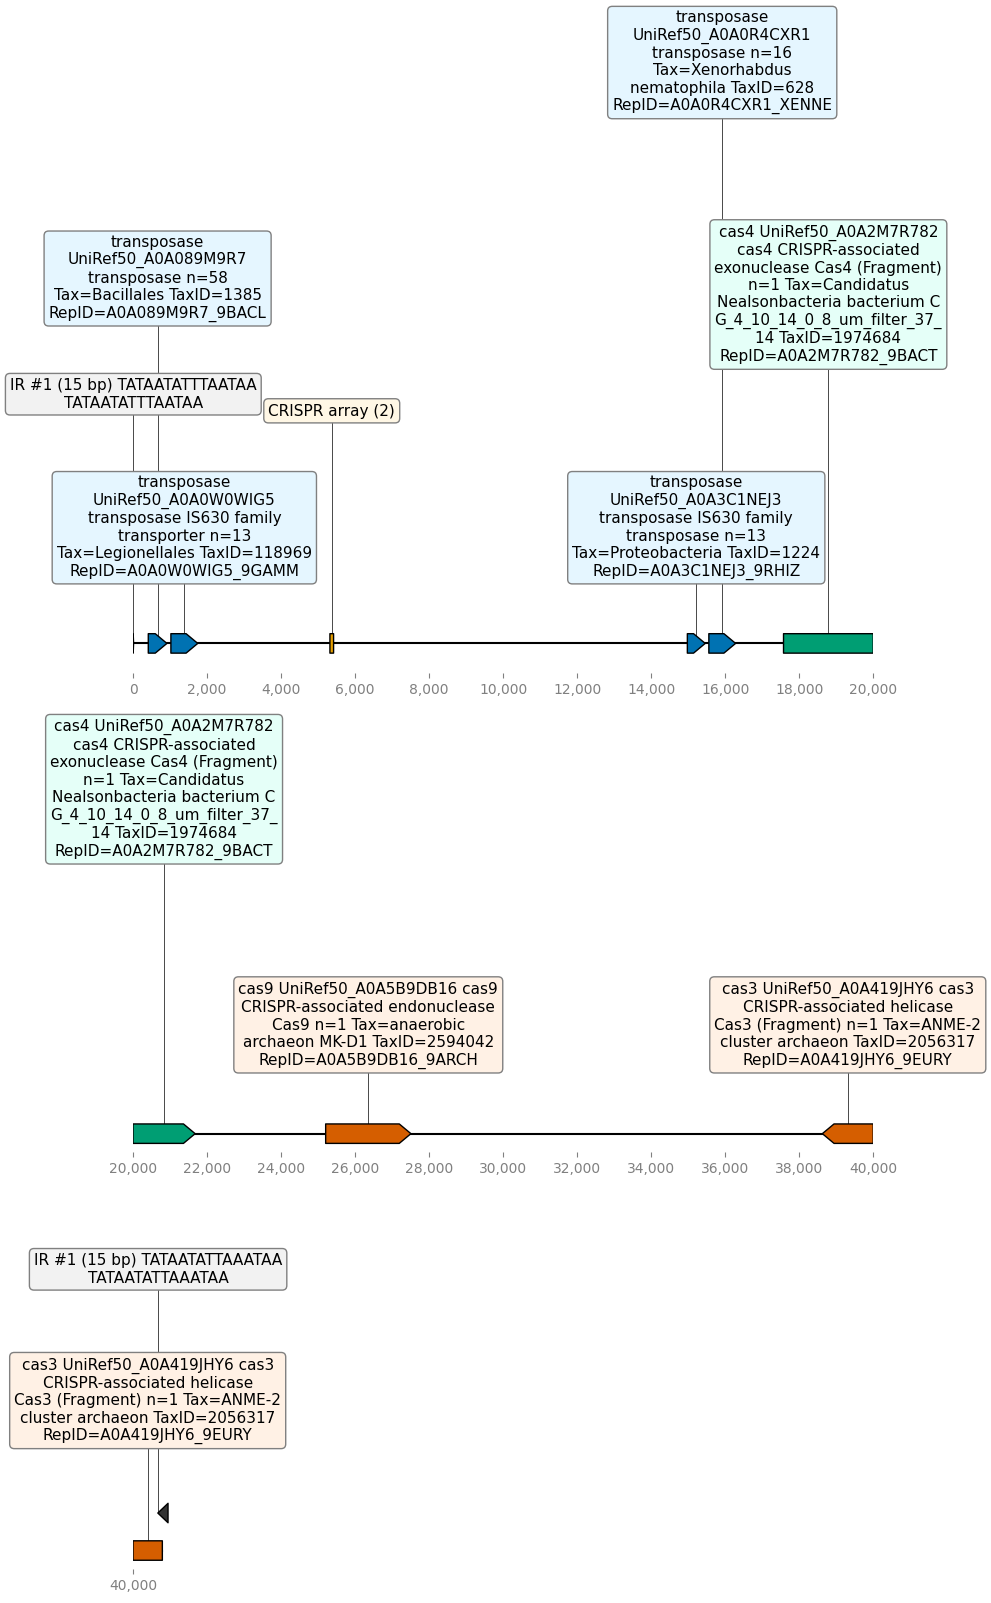 transposase
UniRef50_A0A0R4CXR1
transposase n=16
Tax=Xenorhabdus
nematophila TaxID=628
RepID=A0A0R4CXR1_XENNE
transposase
UniRef50_A0A089M9R7
transposase n=58
Tax=Bacillales TaxID=1385
RepID=A0A089M9R7_9BACL
cas4 UniRef50_A0A2M7R782
cas4 CRISPR-associated
exonuclease Cas4 (Fragment)
n=1 Tax=Candidatus
Nealsonbacteria bacterium C
G_4_10_14_0_8_um_filter_37_
14 TaxID=1974684
RepID=A0A2M7R782_9BACT
IR #1 (15 bp) TATAATATTTAATAA
TATAATATTTAATAA
CRISPR array (2)
transposase
UniRef50_A0A0W0WIG5
transposase IS630 family
transporter n=13
Tax=Legionellales TaxID=118969
RepID=A0A0W0WIG5_9GAMM
transposase
UniRef50_A0A3C1NEJ3
transposase IS630 family
transposase n=13
Tax=Proteobacteria TaxID=1224
RepID=A0A3C1NEJ3_9RHIZ
0 2,000 4,000 6,000 8,000 10,000 12,000 14,000 16,000 18,000 20,000
cas4 UniRef50_A0A2M7R782
cas4 CRISPR-associated
exonuclease Cas4 (Fragment)
n=1 Tax=Candidatus
Nealsonbacteria bacterium C
G_4_10_14_0_8_um_filter_37_
14 TaxID=1974684
RepID=A0A2M7R782_9BACT
cas9 UniRef50_A0A5B9DB16 cas9
CRISPR-associated endonuclease
Cas9 n=1 Tax=anaerobic
archaeon MK-D1 TaxID=2594042
RepID=A0A5B9DB16_9ARCH
cas3 UniRef50_A0A419JHY6 cas3
CRISPR-associated helicase
Cas3 (Fragment) n=1 Tax=ANME-2
cluster archaeon TaxID=2056317
RepID=A0A419JHY6_9EURY
20,000 22,000 24,000 26,000 28,000 30,000 32,000 34,000 36,000 38,000 40,000
IR #1 (15 bp) TATAATATTAAATAA
TATAATATTAAATAA
cas3 UniRef50_A0A419JHY6 cas3
CRISPR-associated helicase
Cas3 (Fragment) n=1 Tax=ANME-2
cluster archaeon TaxID=2056317
RepID=A0A419JHY6_9EURY
40,000